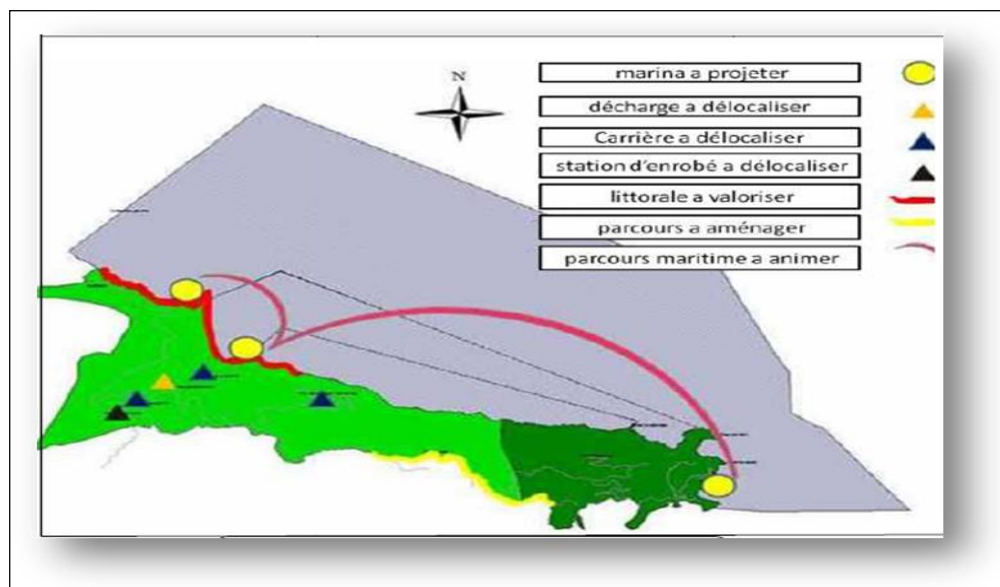 N
marina a projeter
décharge a délocaliser
Carrière a délocaliser
station d'enrobé a délocaliser
littorale a valoriser
parcours a aménager
parcours maritime a animer